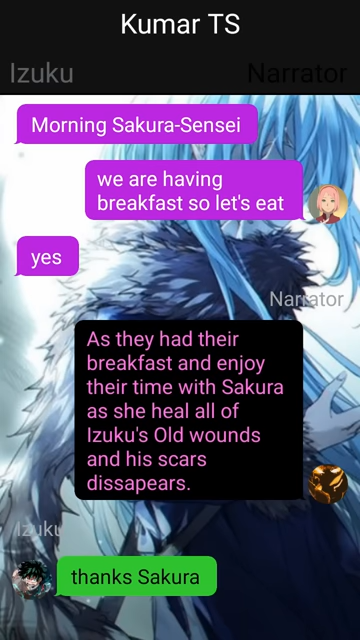 Kumar TS
Izuku
Narrator
Morning Sakura-Sensei
we are having
breakfast so let's eat
yes
Narrator
As they had their
breakfast and enjoy
their time with Sakura
as she heal all of
Izuku's Old wounds
and his scars
dissapears.
Izuku
thanks Sakura